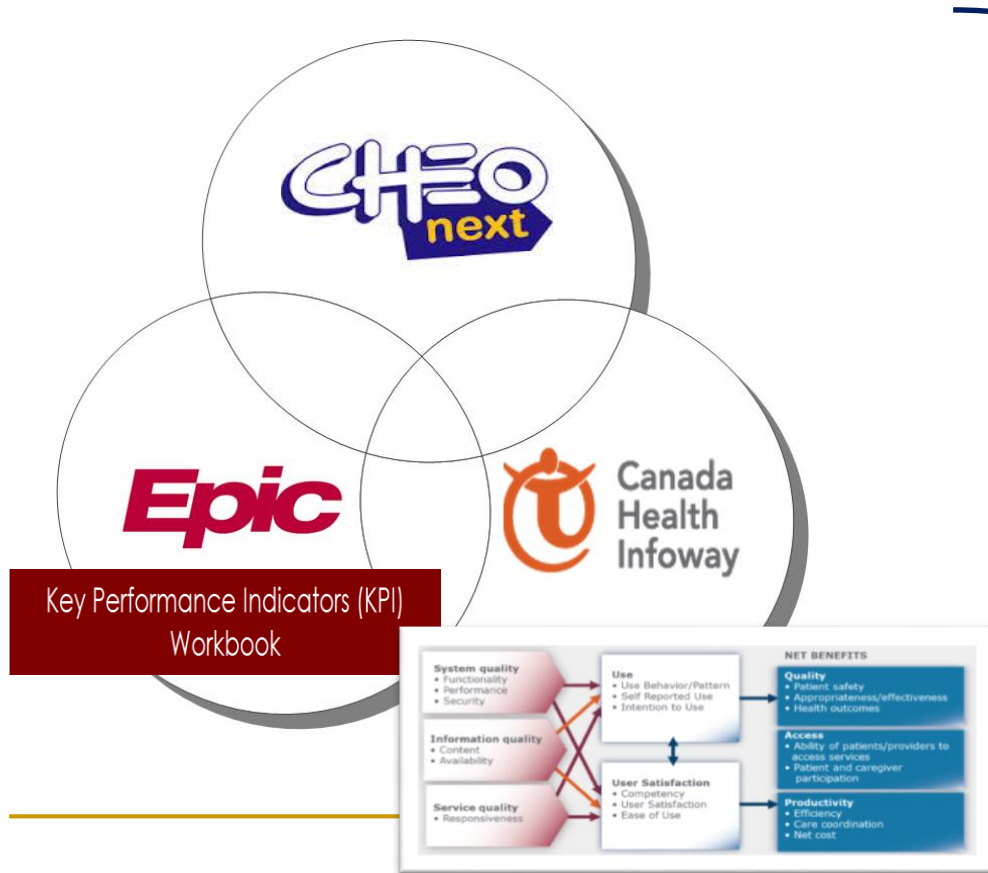 CHEO
next
Epic
Canada
Health
Infoway
Key Performance Indicators (KPI)
Workbook
System quality
• Functionality
• Performance
• Security
Information quality
• Content
• Availability
Service quality
• Responsiveness
Use
• Use Behavior/Pattern
• Self Reported Use
• Intention to Use
User Satisfaction
• Competency
• User Satisfaction
• Ease of Use
NET BENEFITS
Quality
• Patient safety
• Appropriateness/effectiveness
• Health outcomes
Access
• Ability of patients/providers to
access services
• Patient and caregiver
participation
Productivity
• Efficiency
• Care coordination
• Net cost